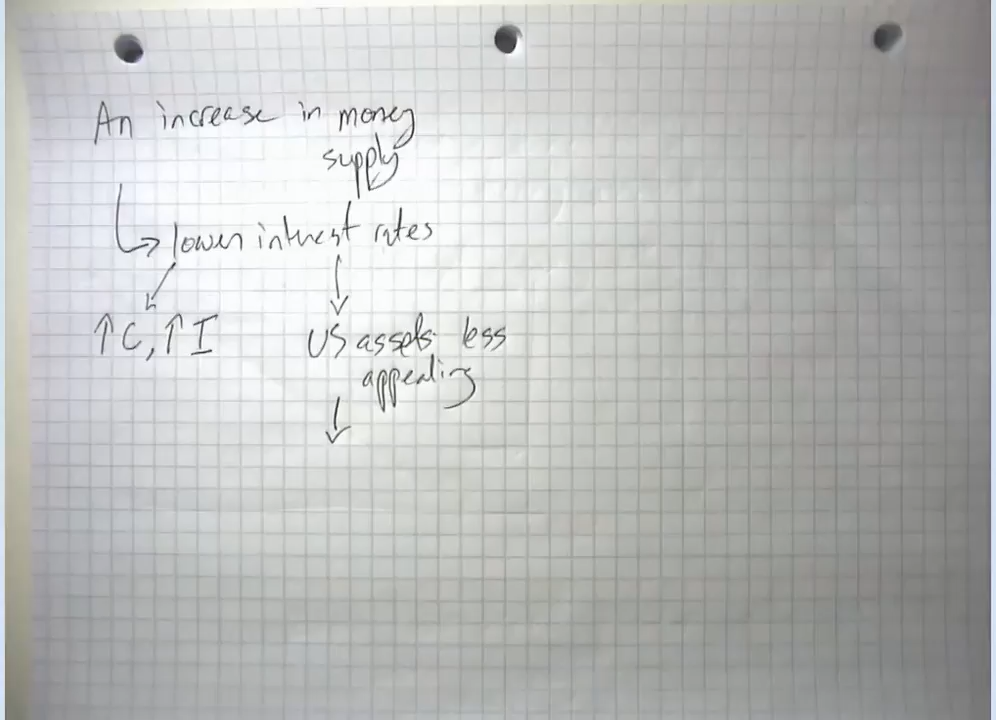 An increase in money
supply
lower interest rates
↑C, ↑I
US assets less
appealing